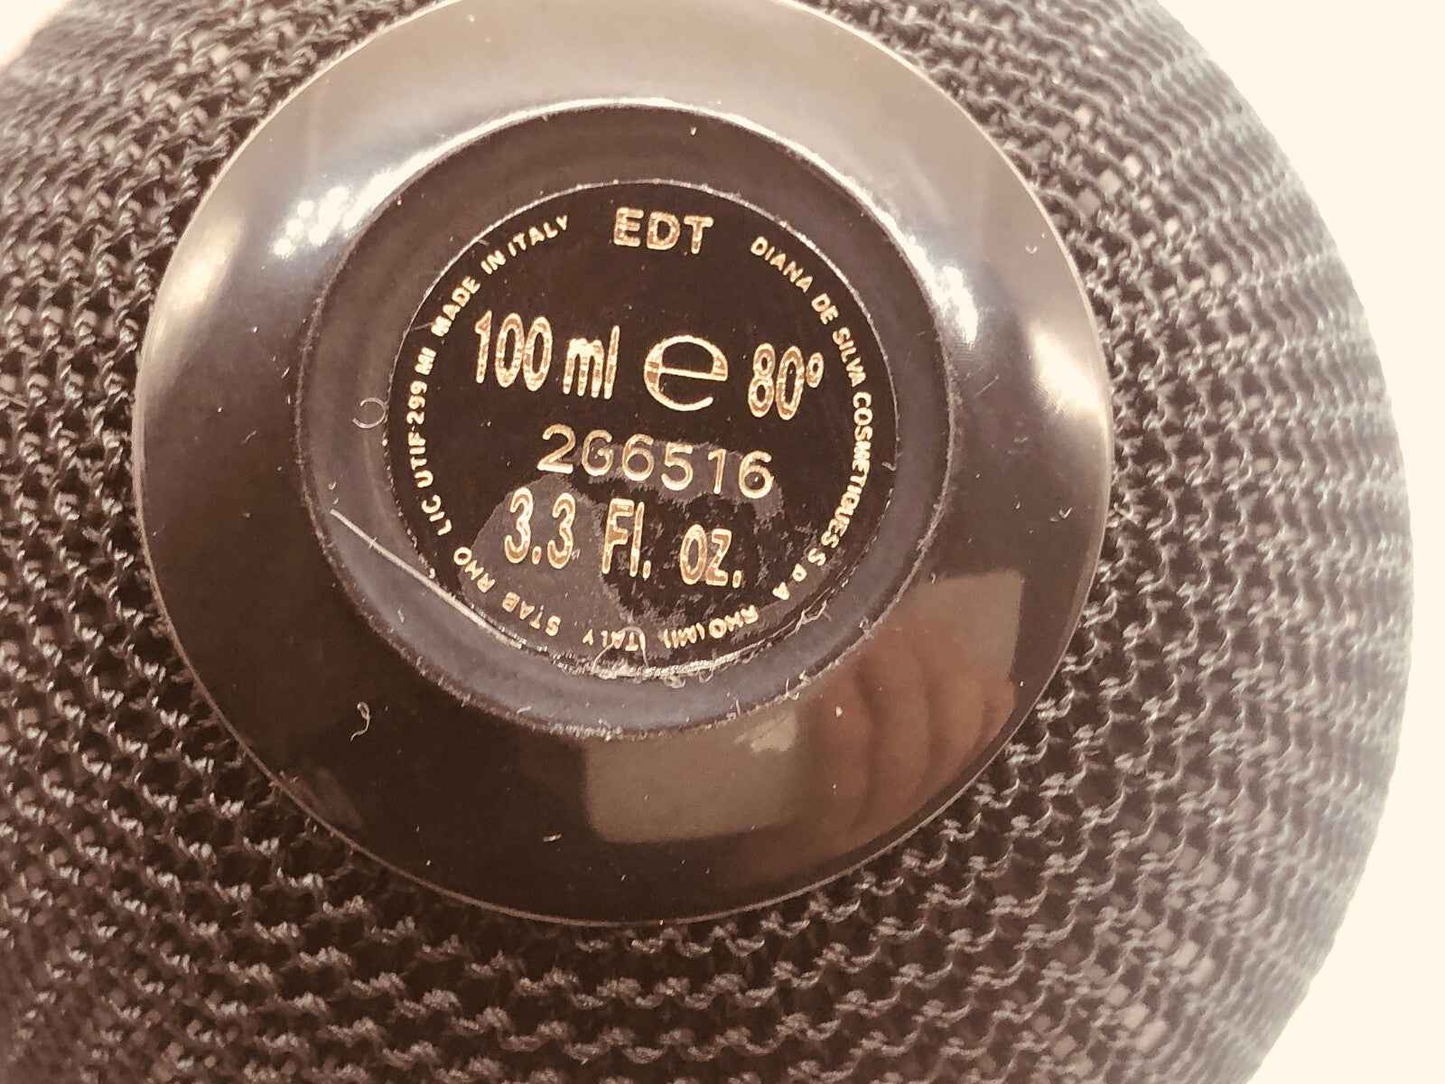 EDT
100 ml e 80°
2G6516
3.3 Fl. oz.
DIANA DE SILVA COSMETIQUES S.p.A RHO (MI), ITALY STAB RHO LIC UTIF 299 MI MADE IN ITALY